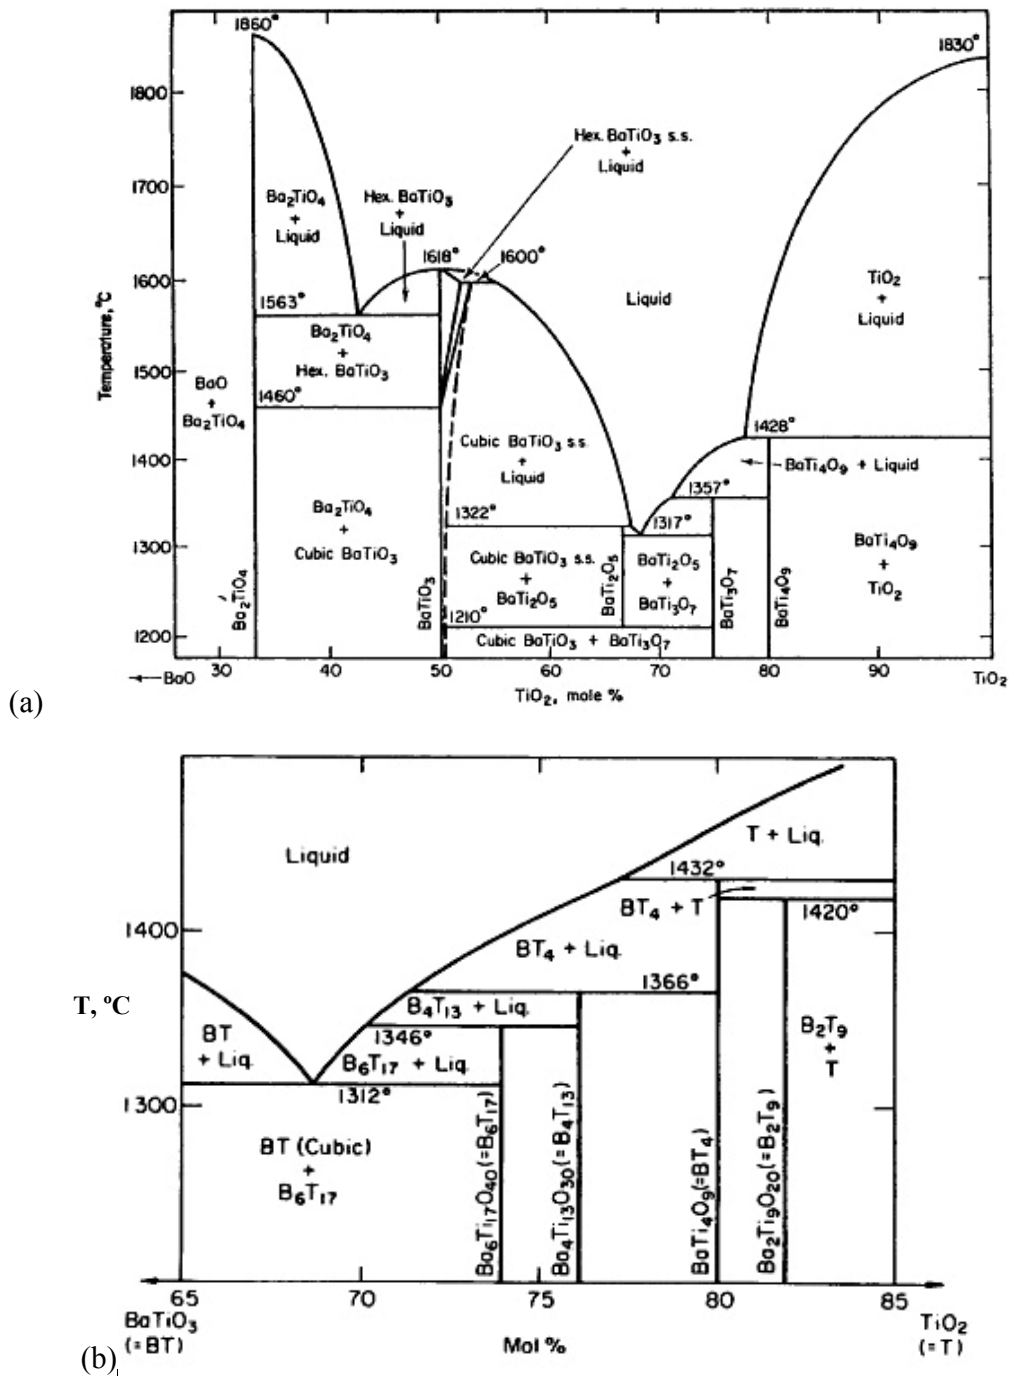 1860°
1830°
1800
1700
1600
1500
1400
1300
1200
Temperature, °C
Hex. BaTiO₃ s.s.
+
Liquid
Ba₂TiO₄
+
Liquid
Hex. BaTiO₃
+
Liquid
1618°
1600°
Liquid
TiO₂
+
Liquid
1563°
Ba₂TiO₄
+
Hex. BaTiO₃
BaO
+
Ba₂TiO₄
1460°
Cubic BaTiO₃ s.s.
+
Liquid
1428°
BaTi₄O₉ + Liquid
1357°
1322°
1317°
Ba₂TiO₄
+
Cubic BaTiO₃
Cubic BaTiO₃ s.s.
+
BaTi₂O₅
BaTi₂O₅
+
BaTi₃O₇
BaTi₄O₉
+
TiO₂
Ba₂TiO₄
BaTiO₃
BaTi₂O₅
BaTi₃O₇
BaTi₄O₉
1210°
Cubic BaTiO₃ + BaTi₃O₇
←BaO
30
40
50
60
70
80
90
TiO₂
TiO₂, mole %
(a)
Liquid
T + Liq.
1432°
BT₄ + T
1420°
1400
BT₄ + Liq.
1366°
T, ºC
B₄T₁₃ + Liq.
BT
+ Liq.
1346°
B₆T₁₇ + Liq.
B₂T₉
+
T
1300
1312°
BT (Cubic)
+
B₆T₁₇
Ba₆Ti₁₇O₄₀(=B₆T₁₇)
Ba₄Ti₁₃O₃₀(=B₄T₁₃)
BaTi₄O₉(=BT₄)
Ba₂Ti₉O₂₀(=B₂T₉)
65
70
75
80
85
BaTiO₃
(=BT)
Mol %
TiO₂
(=T)
(b)